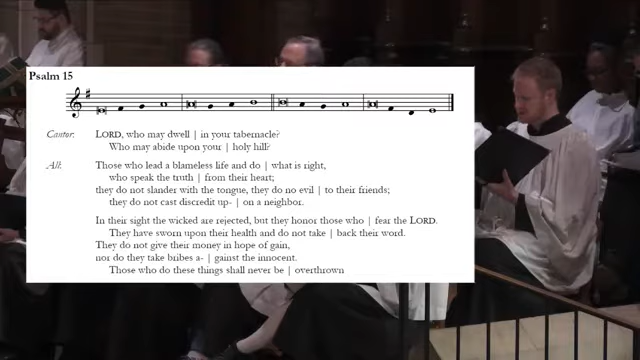 Psalm 15
Cantor: LORD, who may dwell | in your tabernacle?
Who may abide upon your | holy hill?
All: Those who lead a blameless life and do | what is right,
who speak the truth | from their heart;
they do not slander with the tongue, they do no evil | to their friends;
they do not cast discredit up- | on a neighbor.
In their sight the wicked are rejected, but they honor those who | fear the LORD.
They have sworn upon their health and do not take | back their word.
They do not give their money in hope of gain,
nor do they take bribes a- | gainst the innocent.
Those who do these things shall never be | overthrown